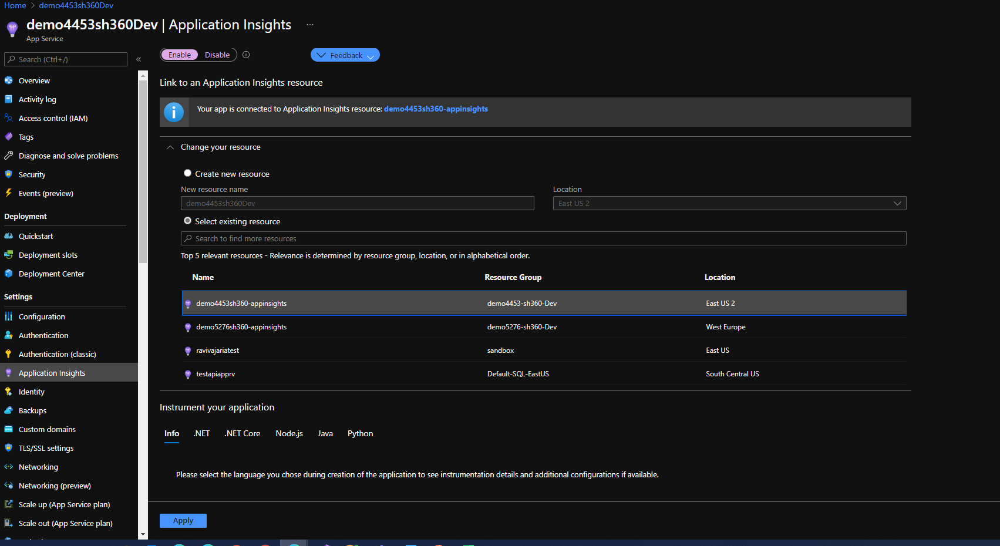 Home > demo4453sh360Dev
demo4453sh360Dev | Application Insights ...
App Service
Search (Ctrl+/)
«
Overview
Activity log
Access control (IAM)
Tags
Diagnose and solve problems
Security
Events (preview)
Deployment
Quickstart
Deployment slots
Deployment Center
Settings
Configuration
Authentication
Authentication (classic)
Application Insights
Identity
Backups
Custom domains
TLS/SSL settings
Networking
Networking (preview)
Scale up (App Service plan)
Scale out (App Service plan)
Enable Disable
Feedback
Link to an Application Insights resource
Your app is connected to Application Insights resource: demo4453sh360-appinsights
Change your resource
Create new resource
New resource name Location
demo4453sh360Dev East US 2
Select existing resource
Search to find more resources
Top 5 relevant resources - Relevance is determined by resource group, location, or in alphabetical order.
Name Resource Group Location
demo4453sh360-appinsights demo4453-sh360-Dev East US 2
demo5276sh360-appinsights demo5276-sh360-Dev West Europe
ravivajariatest sandbox East US
testapiapprv Default-SQL-EastUS South Central US
Instrument your application
Info .NET .NET Core Node.js Java Python
Please select the language you chose during creation of the application to see instrumentation details and additional configurations if available.
Apply